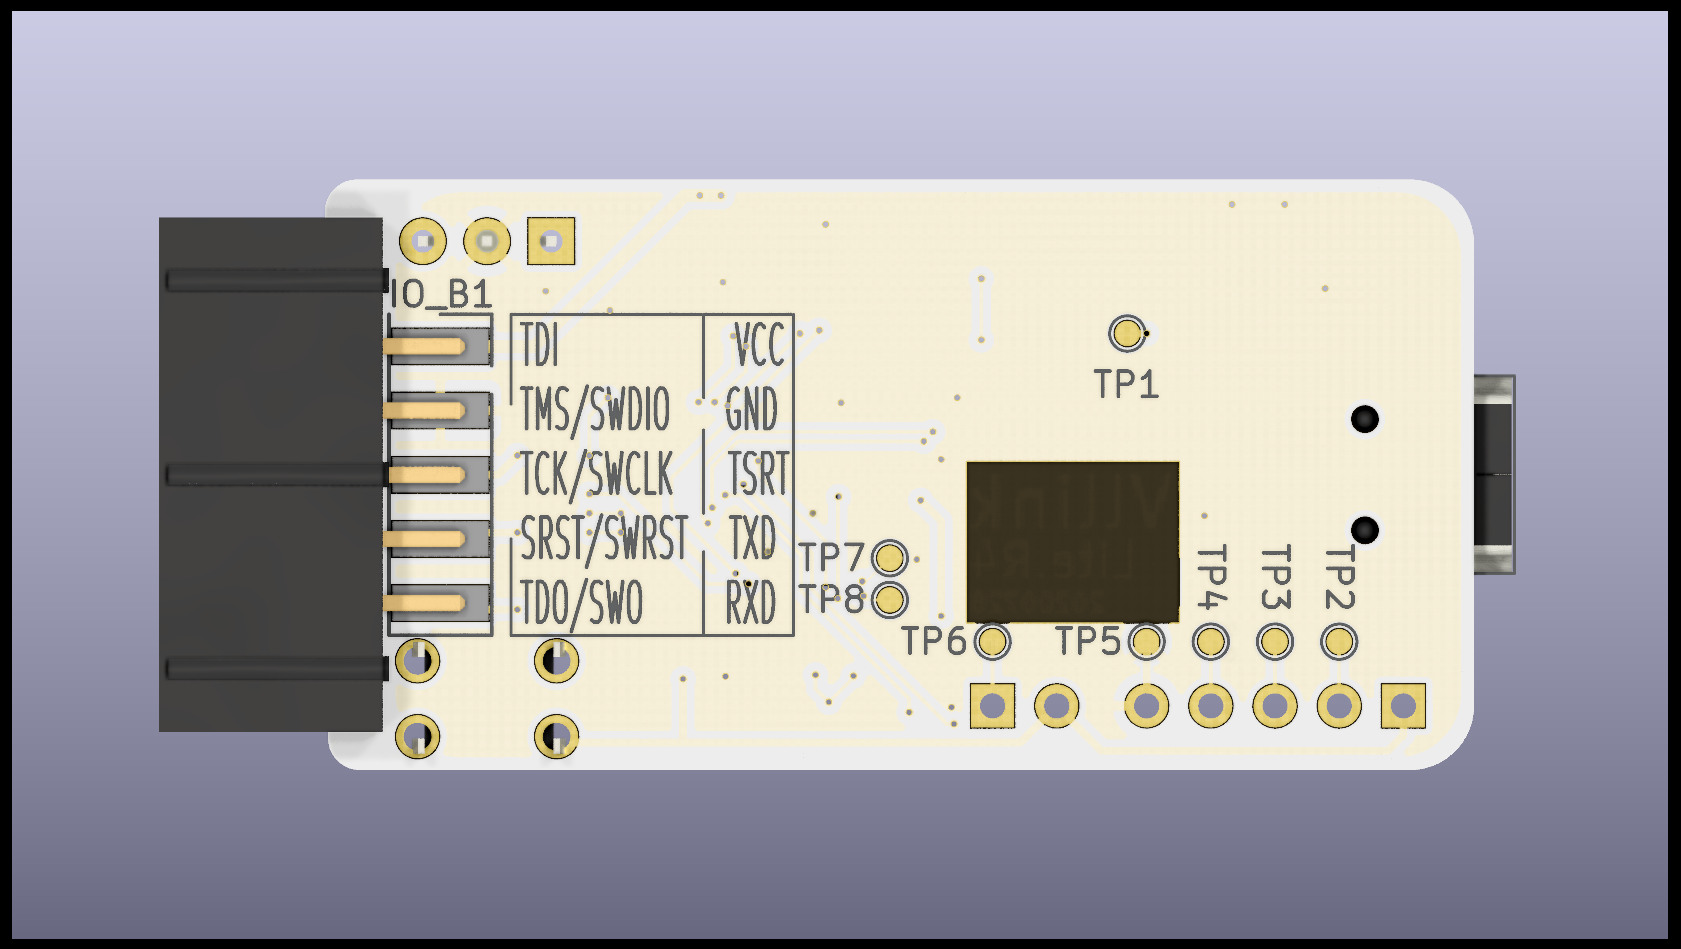 IO_B1
TDI VCC
TMS/SWDIO GND
TCK/SWCLK TSRT
SRST/SWRST TXD
TDO/SWO RXD
TP1
TP7
TP8
TP6
TP5
TP4
TP3
TP2